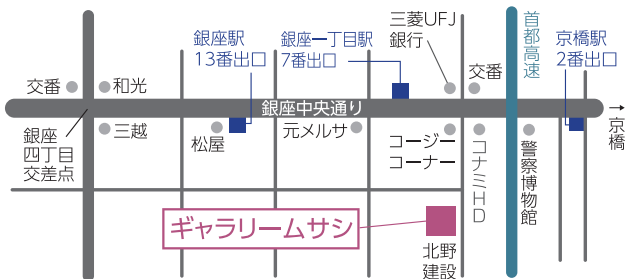 銀座駅
13番出口
銀座一丁目駅
7番出口
三菱UFJ
銀行
首都高速
京橋駅
2番出口
交番
和光
交番
銀座中央通り
→
京橋
銀座
四丁目
交差点
三越
松屋
元メルサ
コージー
コーナー
コナミHD
警察博物館
ギャラリームサシ
北野
建設